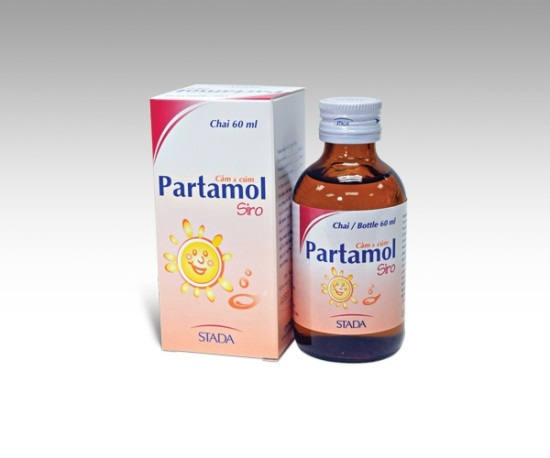 Chai 60 ml
Cảm & cúm
Partamol
Siro
STADA
Chai / Bottle 60 ml
Cảm & cúm
Partamol
Siro
STADA